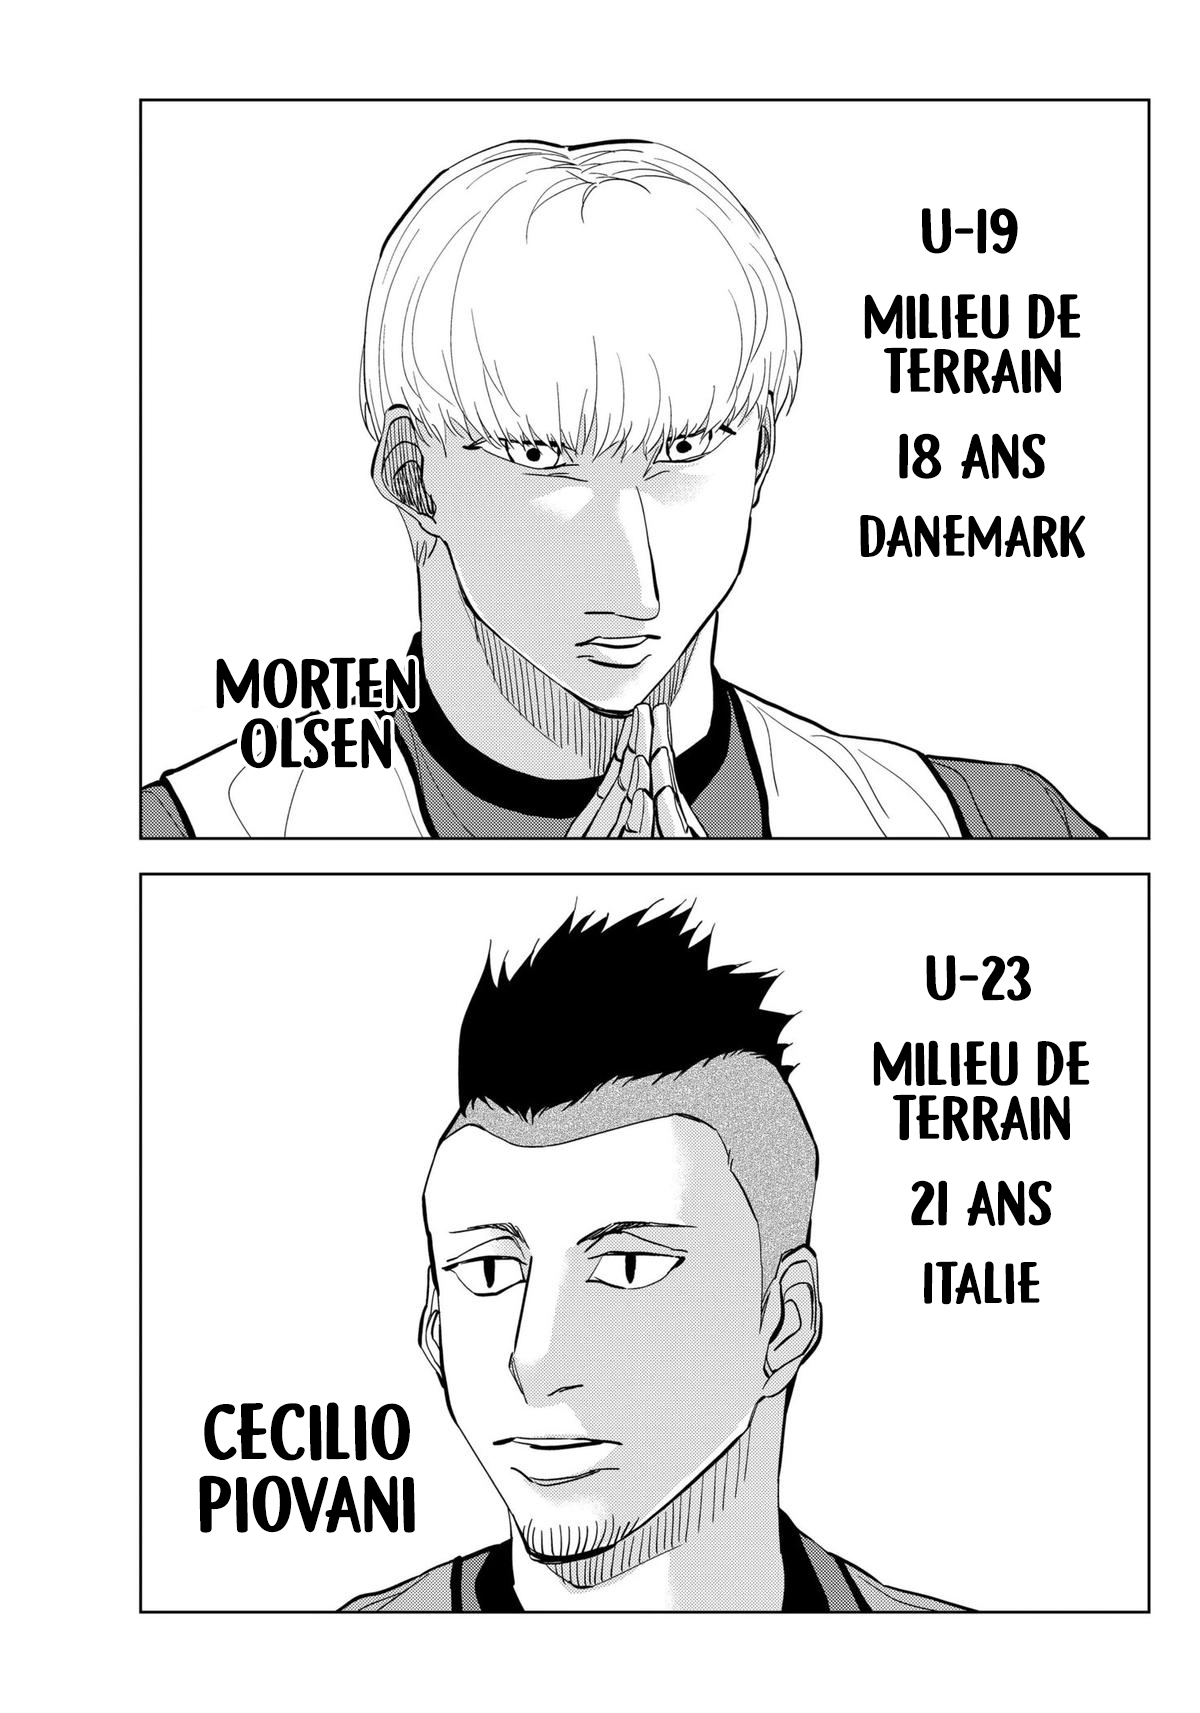 U-19
MILIEU DE
TERRAIN
18 ANS
DANEMARK
MORTEN
OLSEN
U-23
MILIEU DE
TERRAIN
21 ANS
ITALIE
CECILIO
PIOVANI